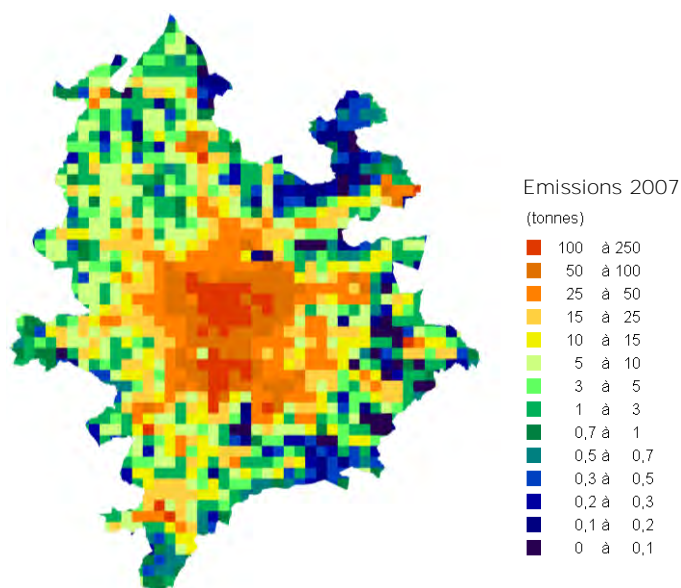 Emissions 2007
(tonnes)
100 à 250
50 à 100
25 à 50
15 à 25
10 à 15
5 à 10
3 à 5
1 à 3
0,7 à 1
0,5 à 0,7
0,3 à 0,5
0,2 à 0,3
0,1 à 0,2
0 à 0,1